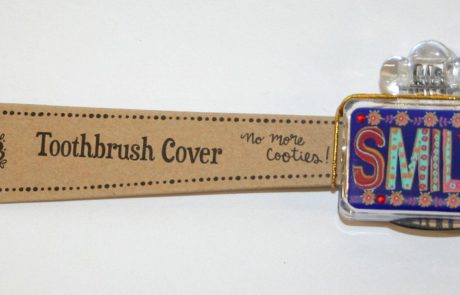 Toothbrush Cover
No More
Cooties!
SMIL